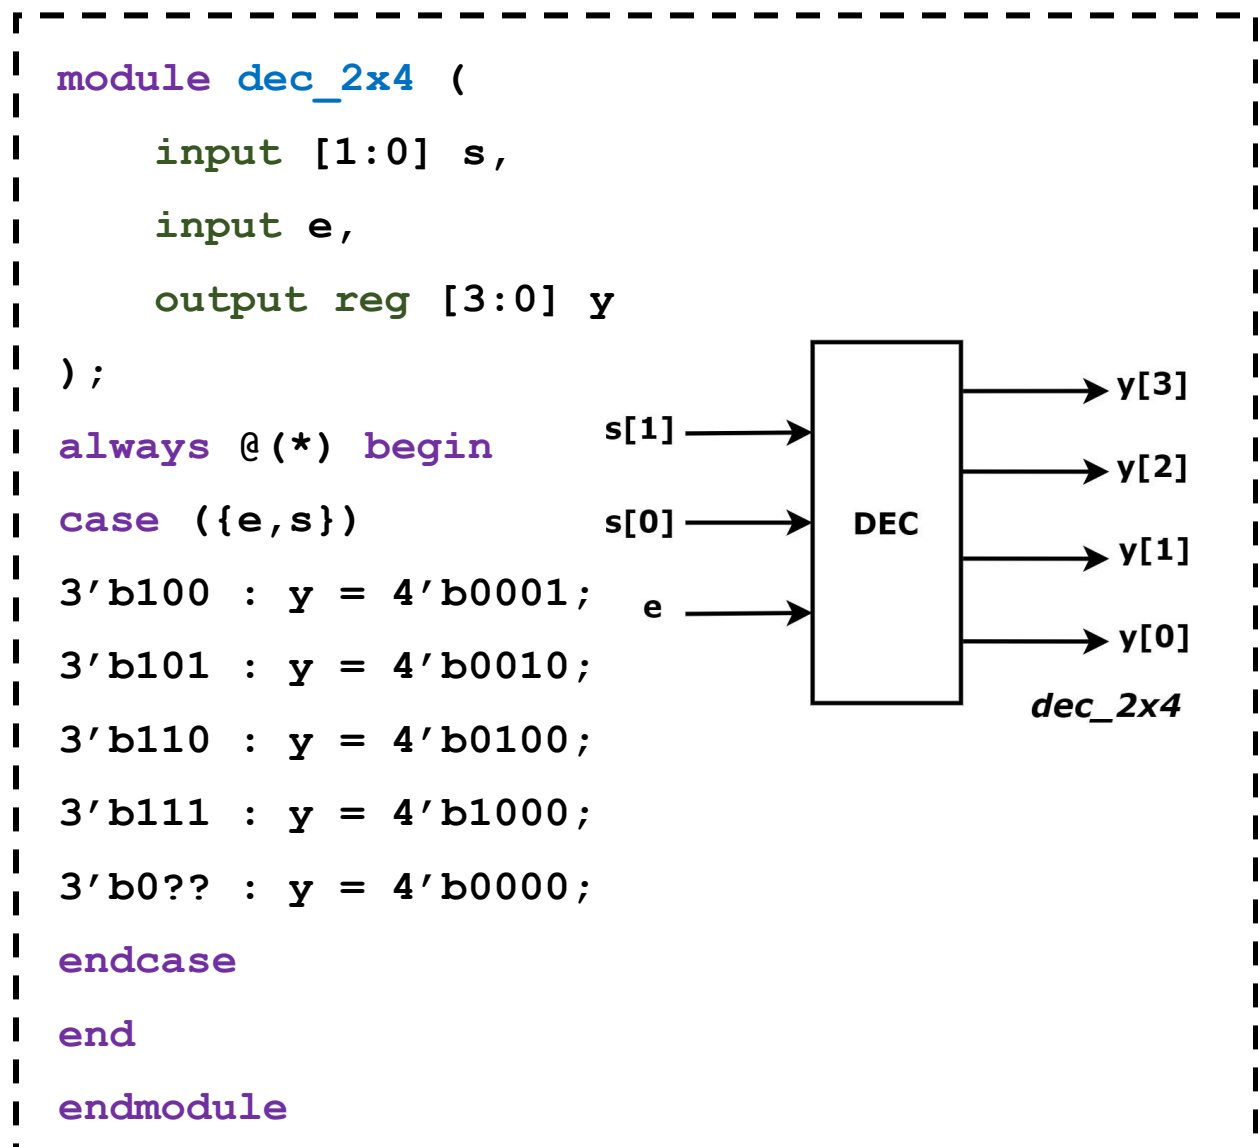 module dec_2x4 (
input [1:0] s,
input e,
output reg [3:0] y
);
always @(*) begin
case ({e,s})
3’b100 : y = 4’b0001;
3’b101 : y = 4’b0010;
3’b110 : y = 4’b0100;
3’b111 : y = 4’b1000;
3’b0?? : y = 4’b0000;
endcase
end
endmodule
s[1]
s[0]
e
DEC
y[3]
y[2]
y[1]
y[0]
dec_2x4